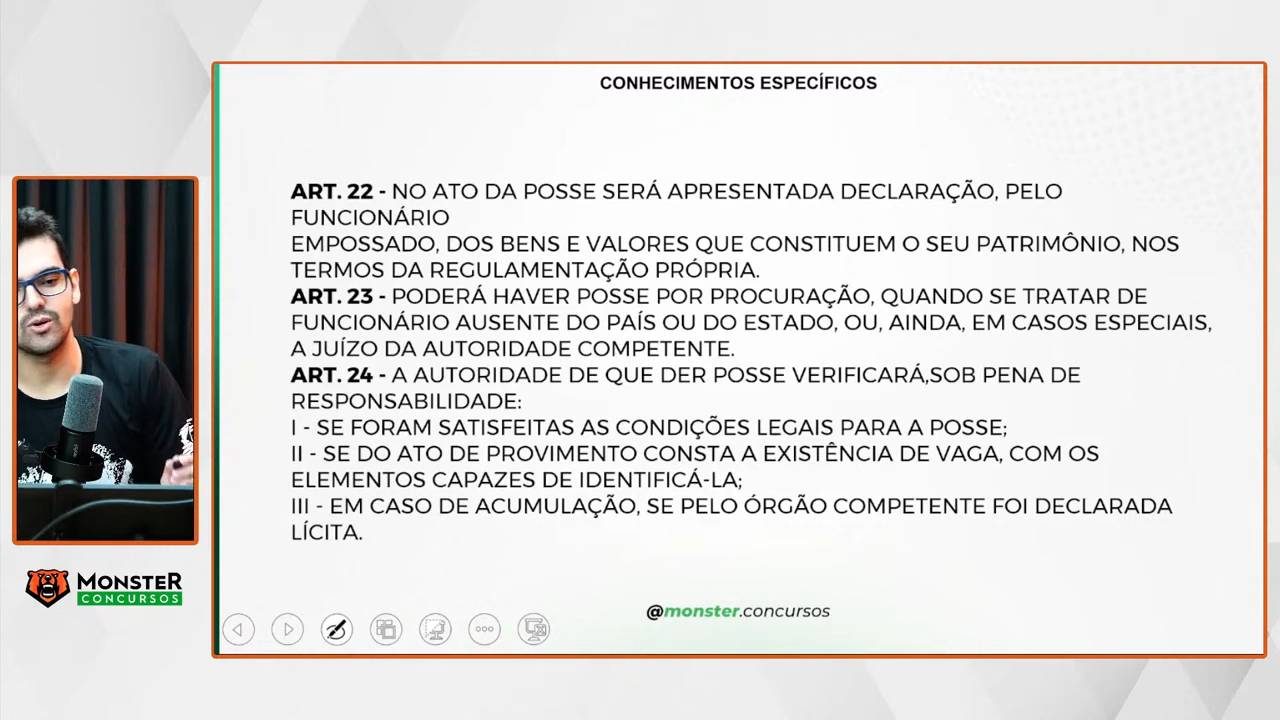 CONHECIMENTOS ESPECÍFICOS
ART. 22 - NO ATO DA POSSE SERÁ APRESENTADA DECLARAÇÃO, PELO
FUNCIONÁRIO
EMPOSSADO, DOS BENS E VALORES QUE CONSTITUEM O SEU PATRIMÔNIO, NOS
TERMOS DA REGULAMENTAÇÃO PRÓPRIA.
ART. 23 - PODERÁ HAVER POSSE POR PROCURAÇÃO, QUANDO SE TRATAR DE
FUNCIONÁRIO AUSENTE DO PAÍS OU DO ESTADO, OU, AINDA, EM CASOS ESPECIAIS,
A JUÍZO DA AUTORIDADE COMPETENTE.
ART. 24 - A AUTORIDADE DE QUE DER POSSE VERIFICARÁ,SOB PENA DE
RESPONSABILIDADE:
I - SE FORAM SATISFEITAS AS CONDIÇÕES LEGAIS PARA A POSSE;
II - SE DO ATO DE PROVIMENTO CONSTA A EXISTÊNCIA DE VAGA, COM OS
ELEMENTOS CAPAZES DE IDENTIFICÁ-LA;
III - EM CASO DE ACUMULAÇÃO, SE PELO ÓRGÃO COMPETENTE FOI DECLARADA
LÍCITA.
MONSTER
CONCURSOS
@monster.concursos